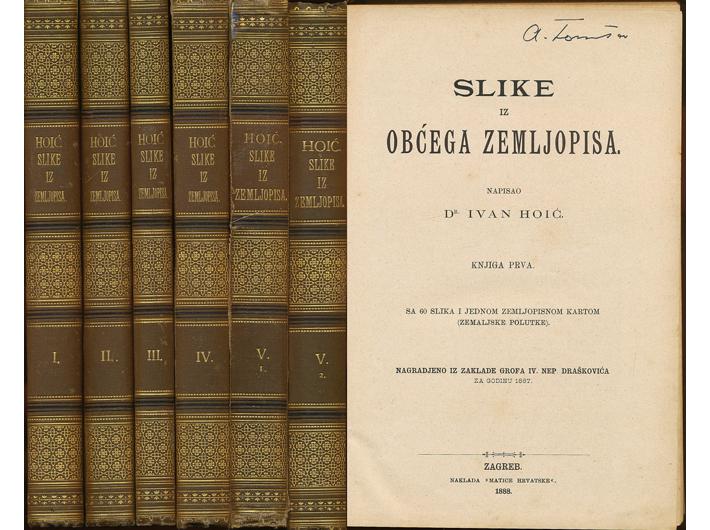 HOIĆ.
SLIKE
IZ
ZEMLJOPISA.
I.
HOIĆ.
SLIKE
IZ
ZEMLJOPISA.
II.
HOIĆ.
SLIKE
IZ
ZEMLJOPISA.
III.
HOIĆ.
SLIKE
IZ
ZEMLJOPISA.
IV.
HOIĆ.
SLIKE
IZ
ZEMLJOPISA.
V.
1.
HOIĆ.
SLIKE
IZ
ZEMLJOPISA.
V.
2.
SLIKE
IZ
OBĆEGA ZEMLJOPISA.
NAPISAO
DR. IVAN HOIĆ.
KNJIGA PRVA.
SA 60 SLIKA I JEDNOM ZEMLJOPISNOM KARTOM
(ZEMALJSKE POLUTKE).
NAGRADJENO IZ ZAKLADE GROFA IV. NEP. DRAŠKOVIĆA
ZA GODINU 1887.
ZAGREB.
NAKLADA »MATICE HRVATSKE«.
1888.